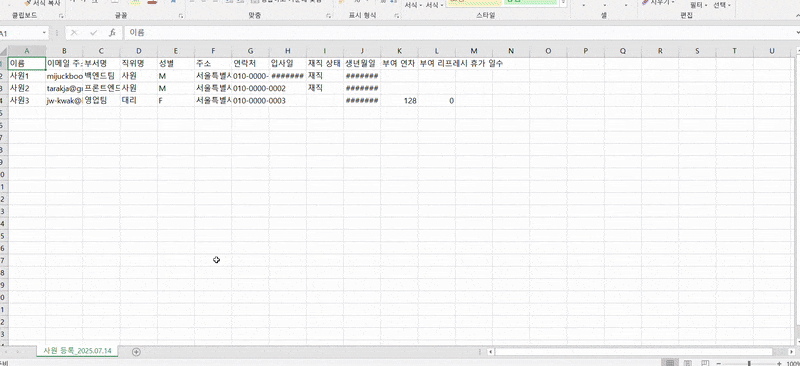 서식 복사
서식 서식 필터 선택
클립보드 글꼴 맞춤 표시 형식 스타일 셀 편집
A1 fx 이름
A B C D E F G H I J K L M N O P Q R S T U
이름 이메일 주소 부서명 직위명 성별 주소 연락처 입사일 재직 상태 생년월일 부여 연차 부여 리프레시 휴가 일수
사원1 mijuckboo 백엔드팀 사원 M 서울특별시 010-0000- ####### 재직 #######
사원2 tarakja@g 프론트엔드 사원 M 서울특별시 010-0000-0002 재직 #######
사원3 jw-kwak@ 영업팀 대리 F 서울특별시 010-0000-0003 ####### 128 0
사원 등록_2025.07.14
100%